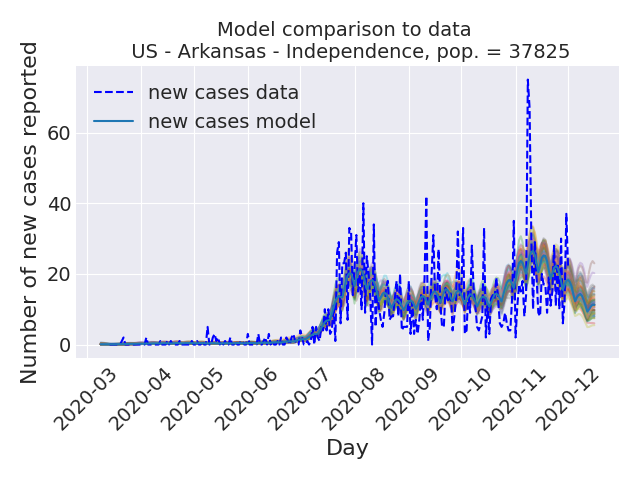 Model comparison to data
US - Arkansas - Independence, pop. = 37825
new cases data
new cases model
Number of new cases reported
60
40
20
0
2020-03
2020-04
2020-05
2020-06
2020-07
2020-08
2020-09
2020-10
2020-11
2020-12
Day